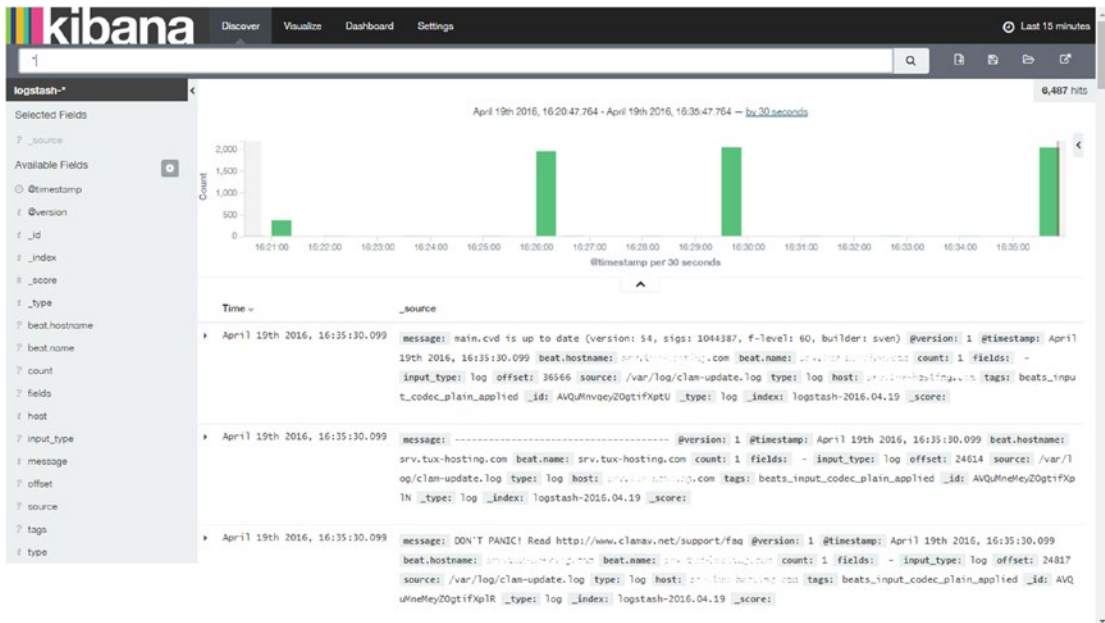 kibana
Discover Visualize Dashboard Settings Last 15 minutes
*
logstash-*
6,487 hits
Selected Fields
? _source
Available Fields
@timestamp
t @version
t _id
t _index
# _score
t _type
? beat.hostname
? beat.name
? count
? fields
t host
? input_type
t message
? offset
? source
? tags
t type
April 19th 2016, 16:20:47.764 - April 19th 2016, 16:35:47.764 — by 30 seconds
Count
2,000
1,500
1,000
500
0
16:21:00 16:22:00 16:23:00 16:24:00 16:25:00 16:26:00 16:27:00 16:28:00 16:29:00 16:30:00 16:31:00 16:32:00 16:33:00 16:34:00 16:35:00
@timestamp per 30 seconds
Time _source
April 19th 2016, 16:35:30.099 message: main.cvd is up to date (version: 54, sigs: 1044387, f-level: 60, builder: sven) @version: 1 @timestamp: April
19th 2016, 16:35:30.099 beat.hostname: .com beat.name: count: 1 fields: -
input_type: log offset: 36566 source: /var/log/clam-update.log type: log host: tags: beats_inpu
t_codec_plain_applied _id: AVQuMnvqeyZOgtifXptU _type: log _index: logstash-2016.04.19 _score:
April 19th 2016, 16:35:30.099 message: -------------------------------------- @version: 1 @timestamp: April 19th 2016, 16:35:30.099 beat.hostname:
srv.tux-hosting.com beat.name: srv.tux-hosting.com count: 1 fields: - input_type: log offset: 24614 source: /var/l
og/clam-update.log type: log host: .com tags: beats_input_codec_plain_applied _id: AVQuMneMeyZOgtifXp
lN _type: log _index: logstash-2016.04.19 _score:
April 19th 2016, 16:35:30.099 message: DON'T PANIC! Read http://www.clamav.net/support/faq @version: 1 @timestamp: April 19th 2016, 16:35:30.099
beat.hostname: beat.name: count: 1 fields: - input_type: log offset: 24817
source: /var/log/clam-update.log type: log host: tags: beats_input_codec_plain_applied _id: AVQ
uMneMeyZOgtifXplR _type: log _index: logstash-2016.04.19 _score: